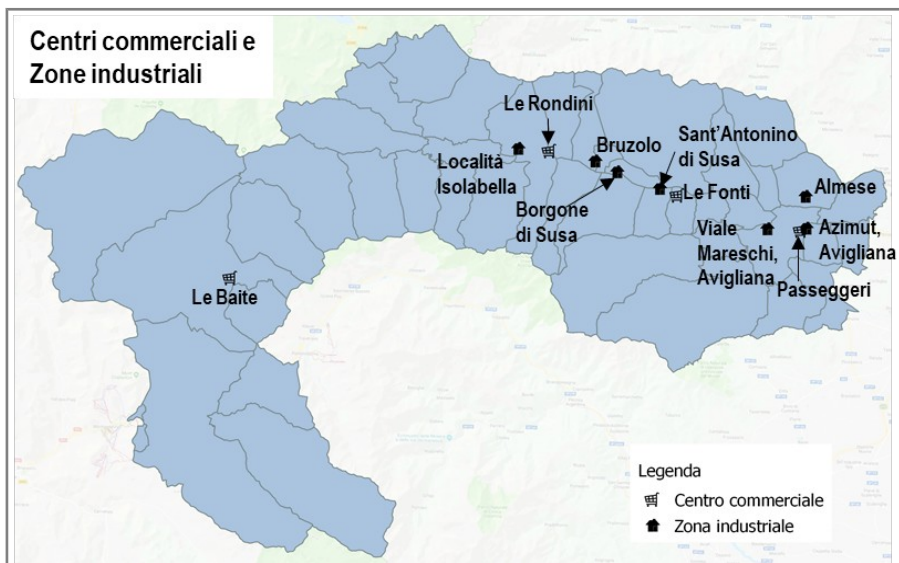 Centri commerciali e
Zone industriali
Le Rondini
Località
Isolabella
Bruzolo
Sant'Antonino
di Susa
Borgone
di Susa
Le Fonti
Almese
Viale
Mareschi,
Avigliana
Azimut,
Avigliana
Passeggeri
Le Baite
Legenda
Centro commerciale
Zona industriale